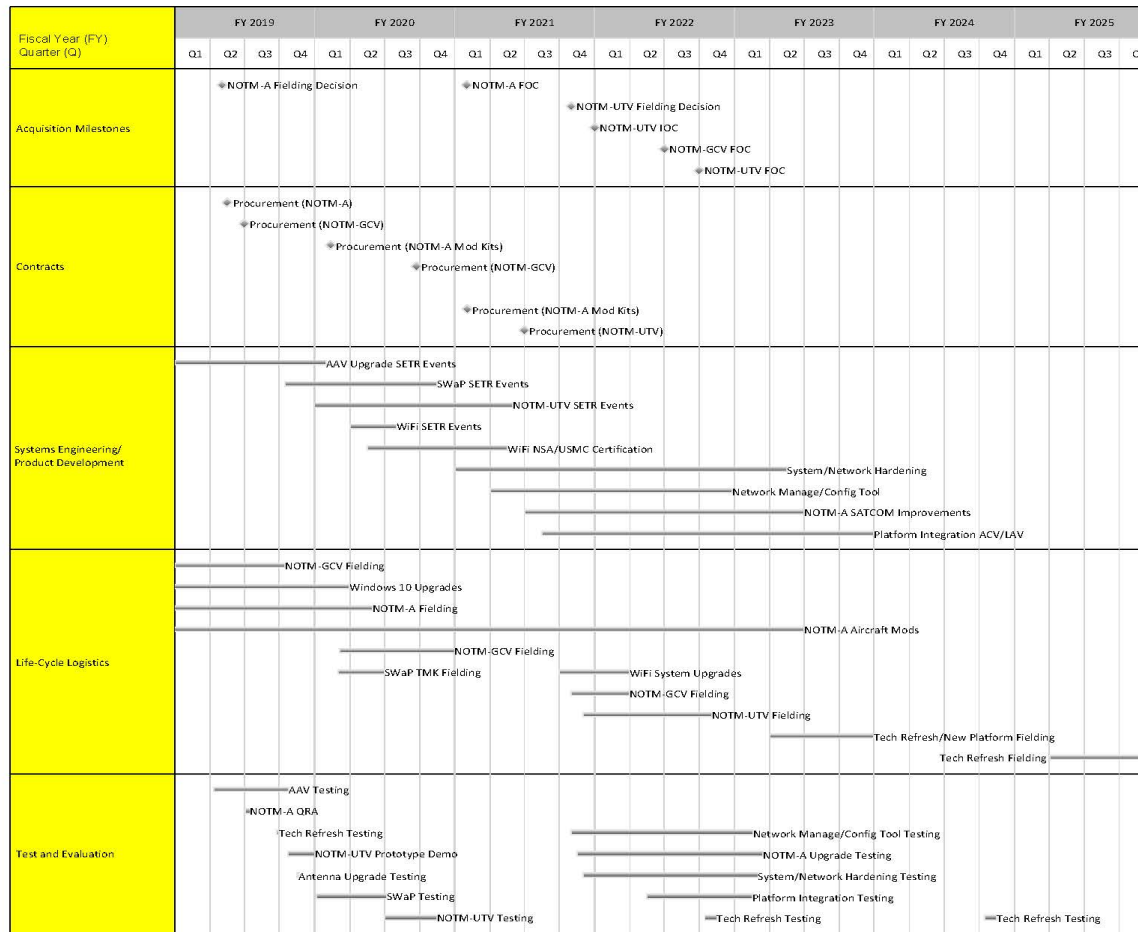 FY 2019 FY 2020 FY 2021 FY 2022 FY 2023 FY 2024 FY 2025
Fiscal Year (FY)
Quarter (Q)
Q1 Q2 Q3 Q4 Q1 Q2 Q3 Q4 Q1 Q2 Q3 Q4 Q1 Q2 Q3 Q4 Q1 Q2 Q3 Q4 Q1 Q2 Q3 Q4 Q1 Q2 Q3
Acquisition Milestones
NOTM-A Fielding Decision NOTM-A FOC
NOTM-UTV Fielding Decision
NOTM-UTV IOC
NOTM-GCV FOC
NOTM-UTV FOC
Contracts
Procurement (NOTM-A)
Procurement (NOTM-GCV)
Procurement (NOTM-A Mod Kits)
Procurement (NOTM-GCV)
Procurement (NOTM-A Mod Kits)
Procurement (NOTM-UTV)
Systems Engineering/
Product Development
AAV Upgrade SETR Events
SWaP SETR Events
NOTM-UTV SETR Events
WiFi SETR Events
WiFi NSA/USMC Certification
System/Network Hardening
Network Manage/Config Tool
NOTM-A SATCOM Improvements
Platform Integration ACV/LAV
Life-Cycle Logistics
NOTM-GCV Fielding
Windows 10 Upgrades
NOTM-A Fielding
NOTM-A Aircraft Mods
NOTM-GCV Fielding
SWaP TMK Fielding WiFi System Upgrades
NOTM-GCV Fielding
NOTM-UTV Fielding
Tech Refresh/New Platform Fielding
Tech Refresh Fielding
Test and Evaluation
AAV Testing
NOTM-A QRA
Tech Refresh Testing Network Manage/Config Tool Testing
NOTM-UTV Prototype Demo NOTM-A Upgrade Testing
Antenna Upgrade Testing System/Network Hardening Testing
SWaP Testing Platform Integration Testing
NOTM-UTV Testing Tech Refresh Testing Tech Refresh Testing